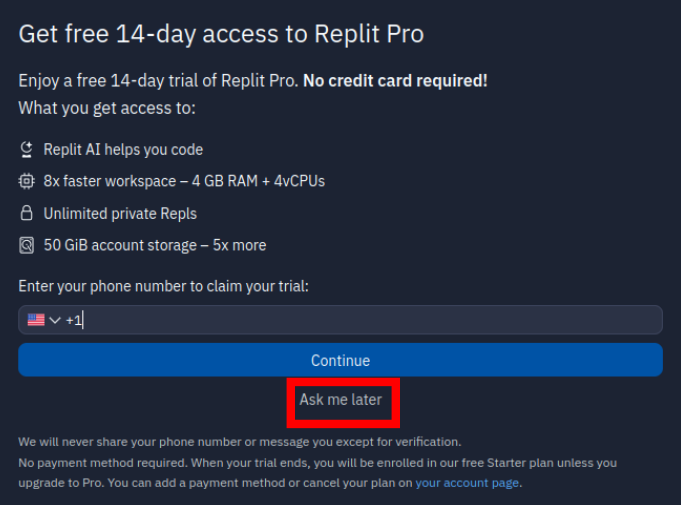 Get free 14-day access to Replit Pro
Enjoy a free 14-day trial of Replit Pro. No credit card required!
What you get access to:
Replit AI helps you code
8x faster workspace – 4 GB RAM + 4vCPUs
Unlimited private Repls
50 GiB account storage – 5x more
Enter your phone number to claim your trial:
+1
Continue
Ask me later
We will never share your phone number or message you except for verification.
No payment method required. When your trial ends, you will be enrolled in our free Starter plan unless you
upgrade to Pro. You can add a payment method or cancel your plan on your account page.